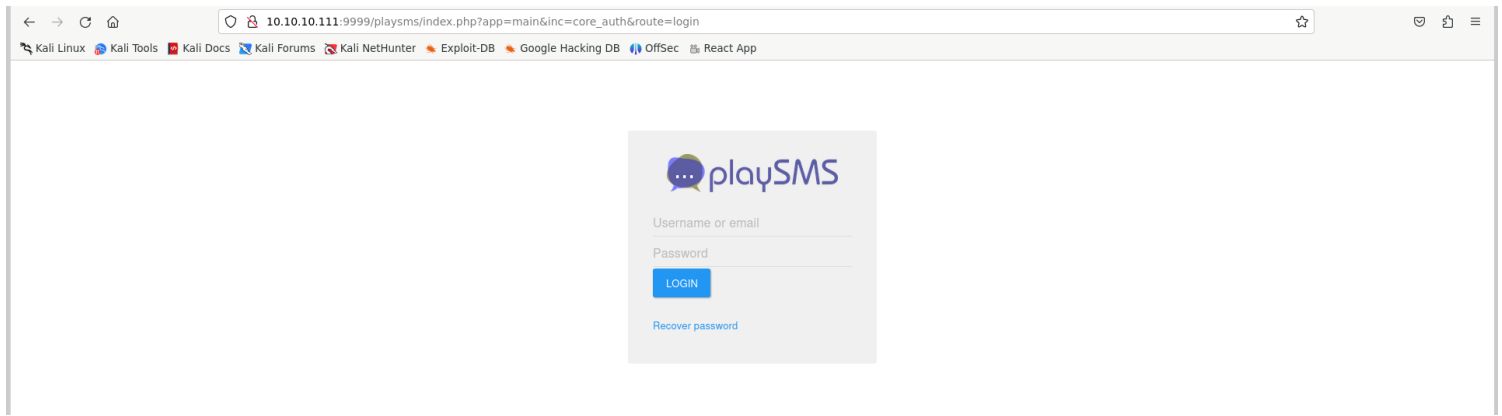 10.10.10.111:9999/playsms/index.php?app=main&inc=core_auth&route=login
Kali Linux Kali Tools Kali Docs Kali Forums Kali NetHunter Exploit-DB Google Hacking DB OffSec React App
playSMS
Username or email
Password
LOGIN
Recover password